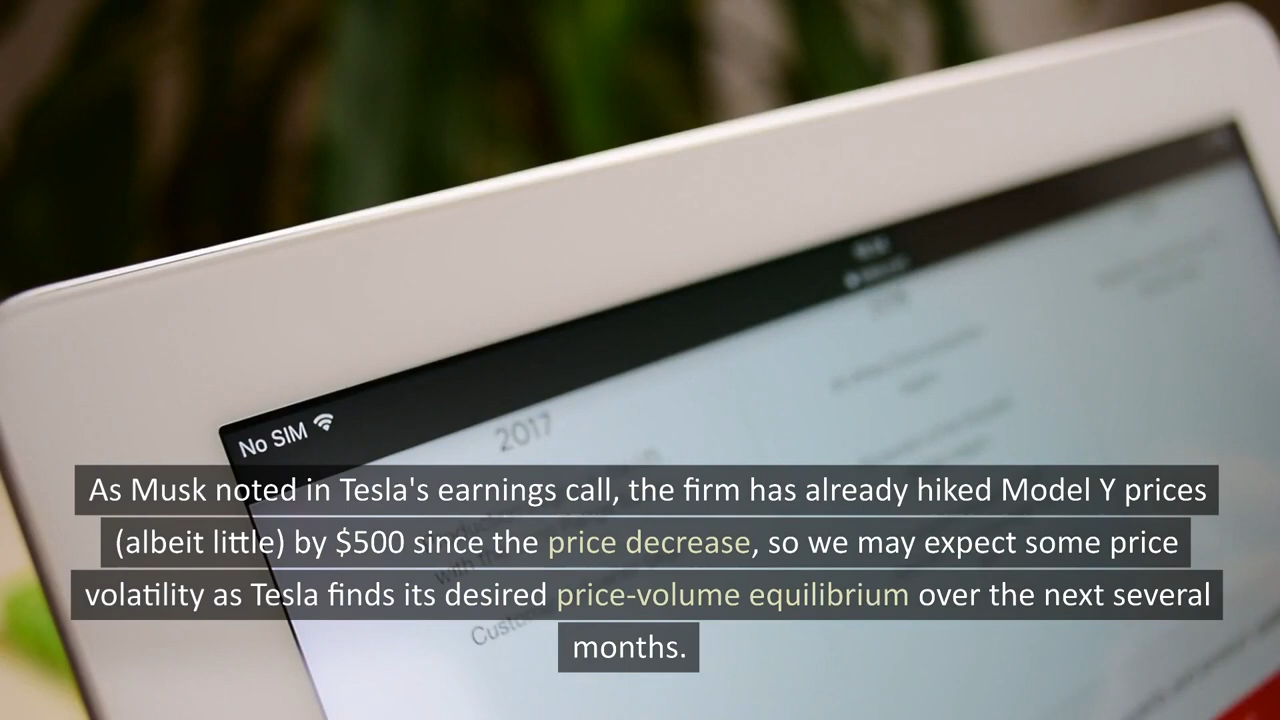 No SIM
2017
As Musk noted in Tesla's earnings call, the firm has already hiked Model Y prices
(albeit little) by $500 since the price decrease, so we may expect some price
volatility as Tesla finds its desired price-volume equilibrium over the next several
months.